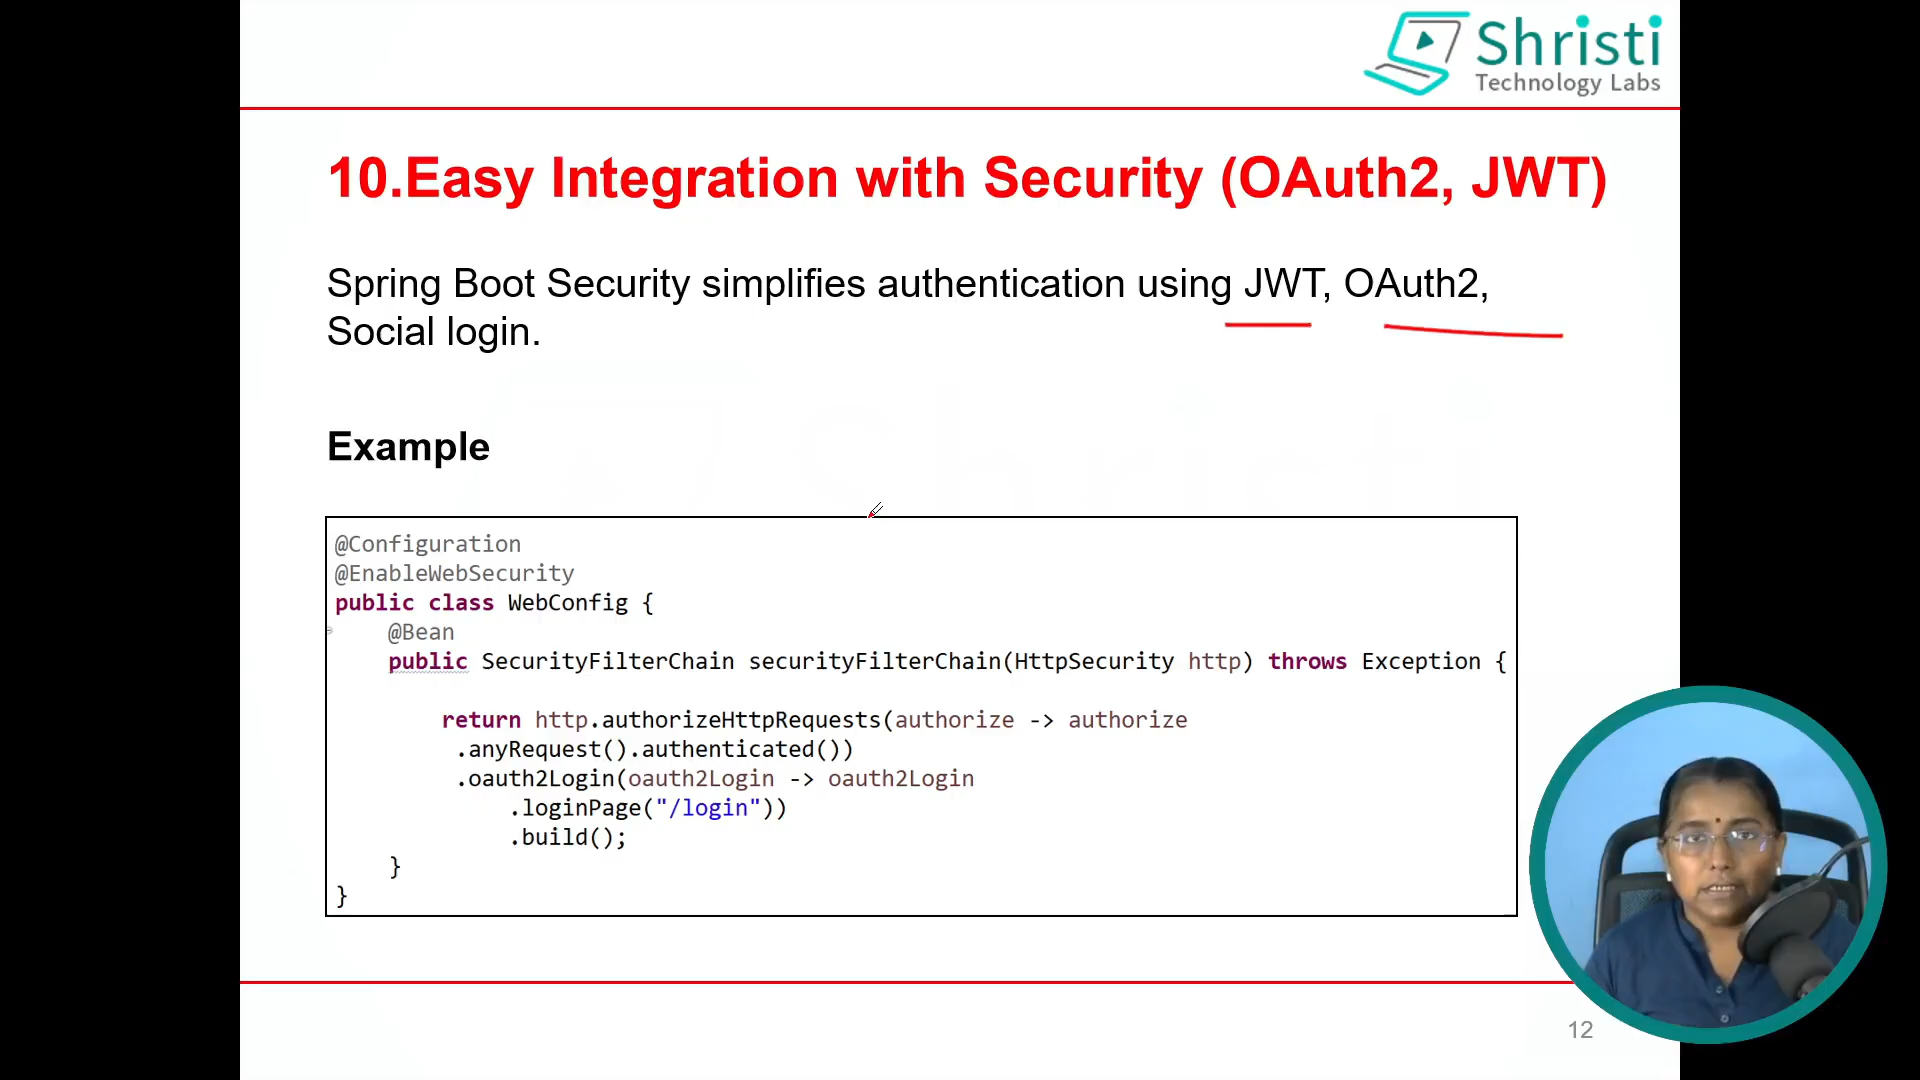 Shristi
Technology Labs
10.Easy Integration with Security (OAuth2, JWT)
Spring Boot Security simplifies authentication using JWT, OAuth2,
Social login.
Example
@Configuration
@EnableWebSecurity
public class WebConfig {
@Bean
public SecurityFilterChain securityFilterChain(HttpSecurity http) throws Exception {
return http.authorizeHttpRequests(authorize -> authorize
.anyRequest().authenticated())
.oauth2Login(oauth2Login -> oauth2Login
.loginPage("/login"))
.build();
}
}
12